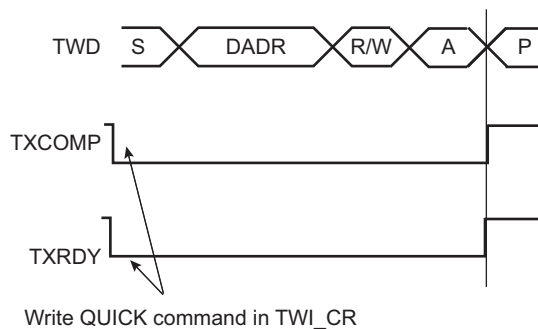 TWD S DADR R/W A P
TXCOMP
TXRDY
Write QUICK command in TWI_CR